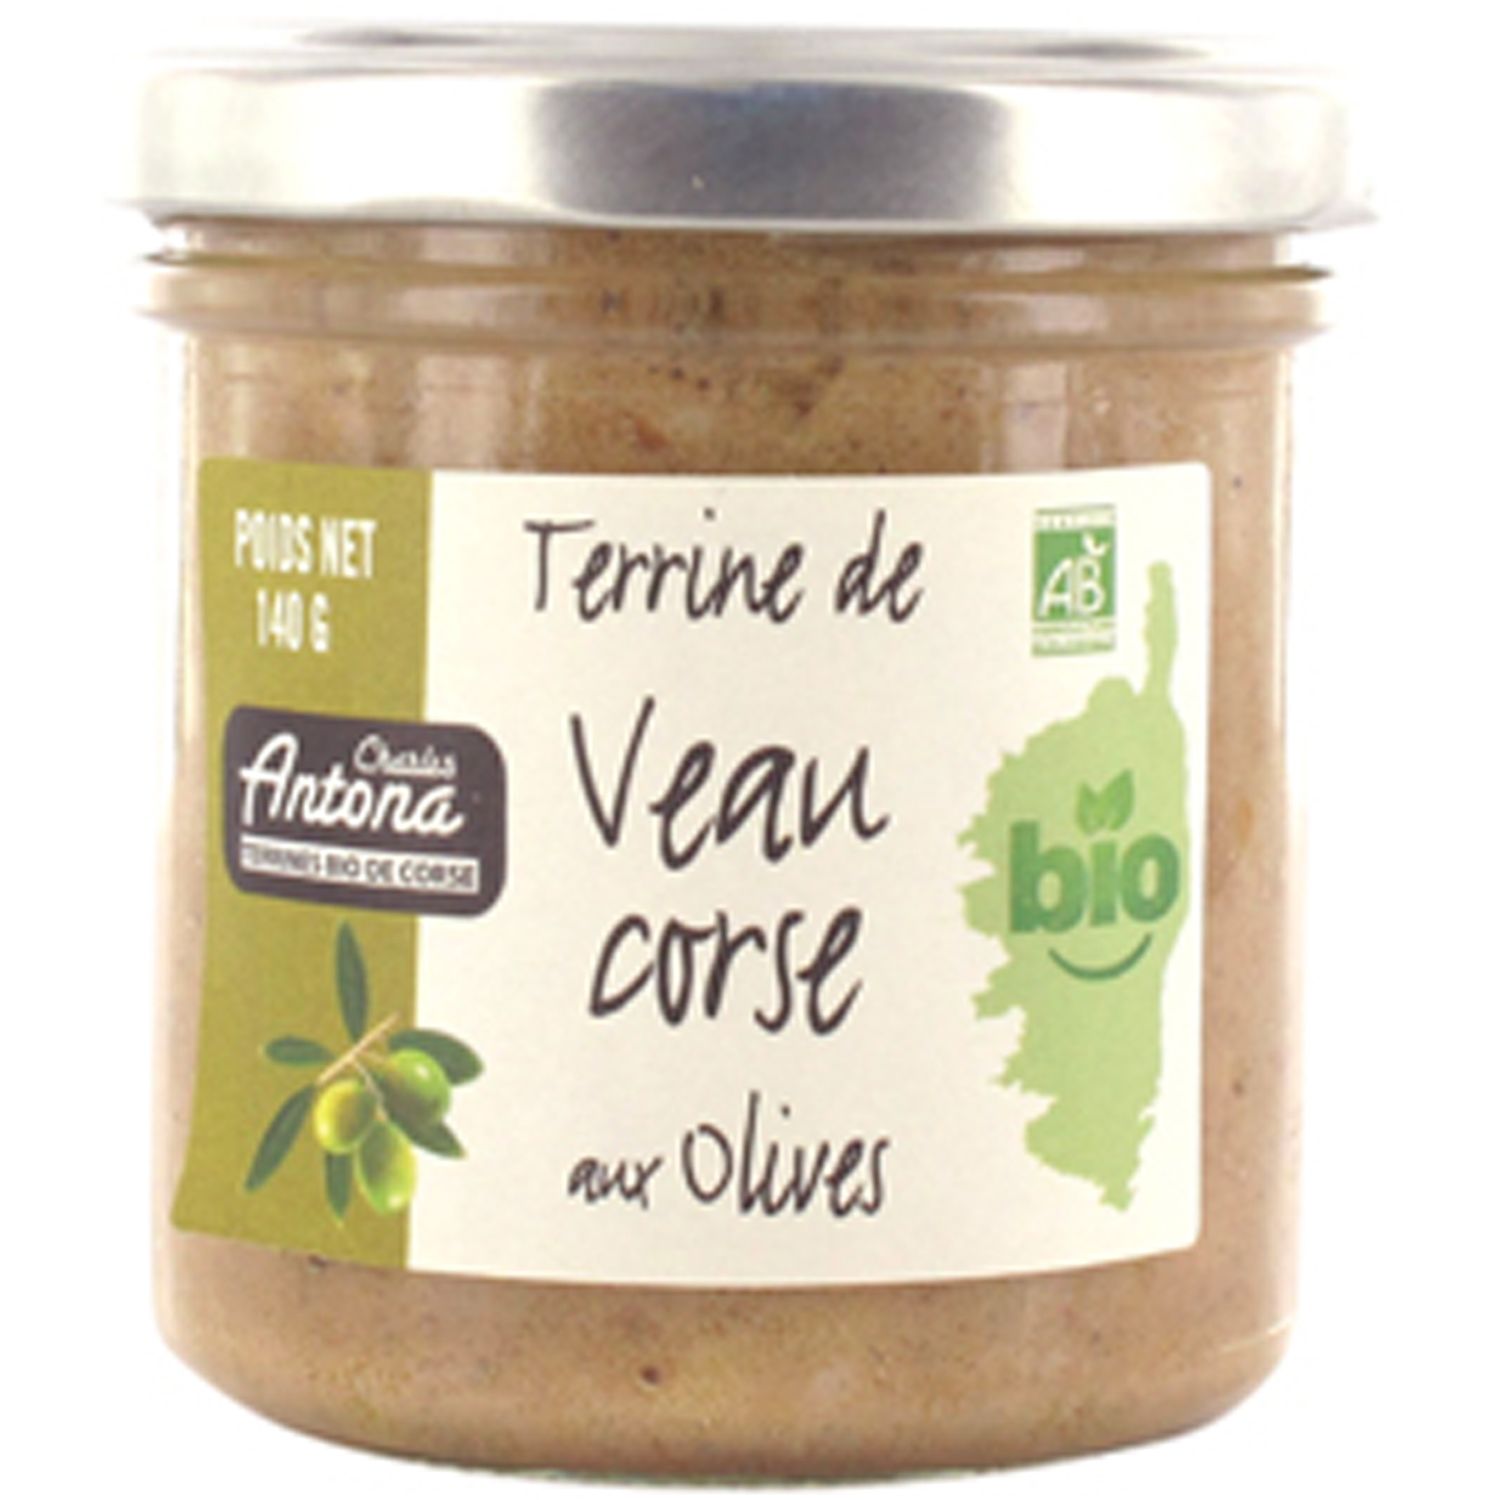 POIDS NET
140 G
Charles
Antona
TERRINES BIO DE CORSE
Terrine de
Veau
corse
aux Olives
AB
bio